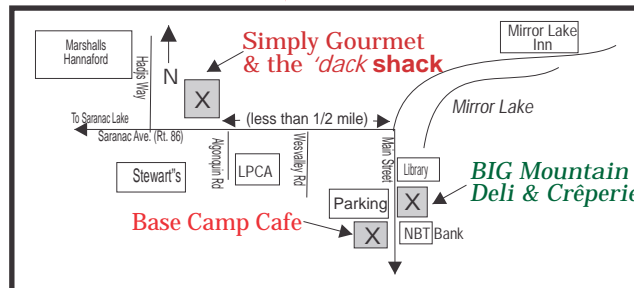 Marshalls
Hannaford
Hadjis Way
N
X
Simply Gourmet
& the 'dack shack
Mirror Lake
Inn
Mirror Lake
(less than 1/2 mile)
To Saranac Lake
Saranac Ave. (Rt. 86)
Stewart"s
Algonquin Rd
LPCA
Wesvalley Rd
Main Street
Library
Parking
X
BIG Mountain
Deli & Crêperie
Base Camp Cafe
X
NBT Bank